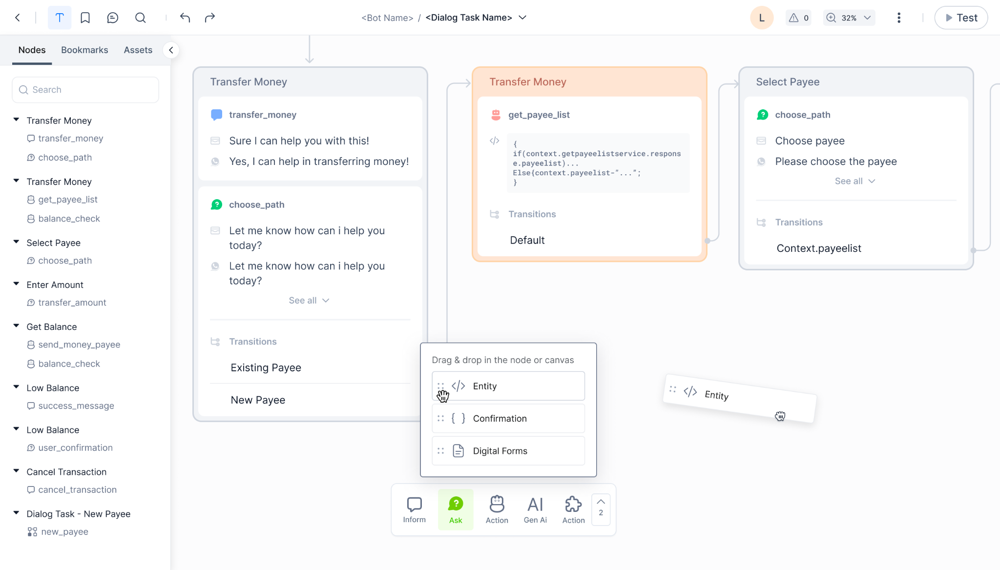 T
<Bot Name> / <Dialog Task Name>
L
0
32%
Test
Nodes
Bookmarks
Assets
Search
Transfer Money
transfer_money
choose_path
Transfer Money
get_payee_list
balance_check
Select Payee
choose_path
Enter Amount
transfer_amount
Get Balance
send_money_payee
balance_check
Low Balance
success_message
Low Balance
user_confirmation
Cancel Transaction
cancel_transaction
Dialog Task - New Payee
new_payee
Transfer Money
transfer_money
Sure I can help you with this!
Yes, I can help in transferring money!
choose_path
Let me know how can i help you
today?
Let me know how can i help you
today?
See all
Transitions
Existing Payee
New Payee
Transfer Money
get_payee_list
{
if(context.getpayeelistservice.respons
e.payeelist)...
Else{context.payeelist-"...";
}
Transitions
Default
Select Payee
choose_path
Choose payee
Please choose the payee
See all
Transitions
Context.payeelist
Drag & drop in the node or canvas
Entity
Confirmation
Digital Forms
Entity
Inform
Ask
Action
AI
Gen Ai
Action
2